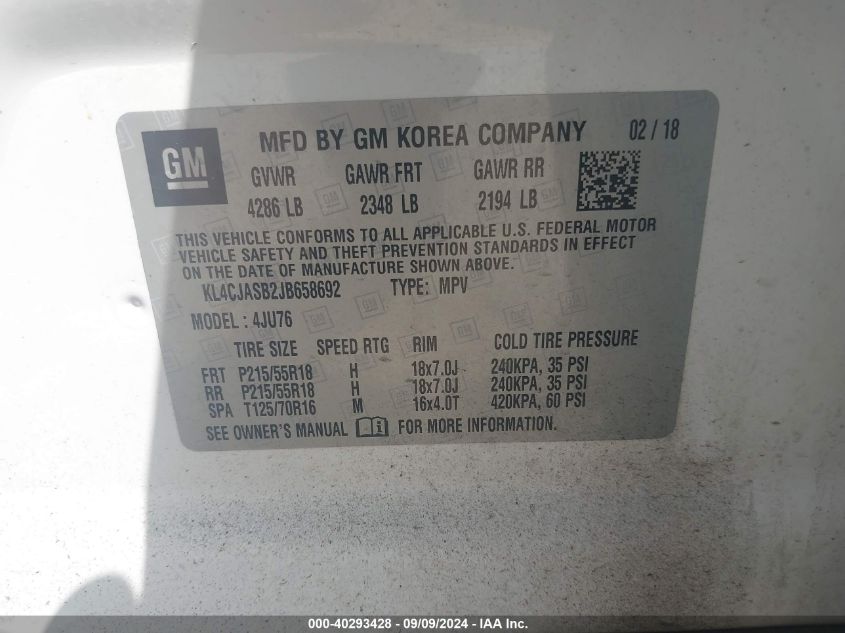 GM
MFD BY GM KOREA COMPANY 02 / 18
GVWR GAWR FRT GAWR RR
4286 LB 2348 LB 2194 LB
THIS VEHICLE CONFORMS TO ALL APPLICABLE U.S. FEDERAL MOTOR
VEHICLE SAFETY AND THEFT PREVENTION STANDARDS IN EFFECT
ON THE DATE OF MANUFACTURE SHOWN ABOVE.
KL4CJASB2JB658692 TYPE: MPV
MODEL : 4JU76
TIRE SIZE SPEED RTG RIM COLD TIRE PRESSURE
FRT P215/55R18 H 18x7.0J 240KPA, 35 PSI
RR P215/55R18 H 18x7.0J 240KPA, 35 PSI
SPA T125/70R16 M 16x4.0T 420KPA, 60 PSI
SEE OWNER'S MANUAL FOR MORE INFORMATION.
000-40293428 - 09/09/2024 - IAA Inc.